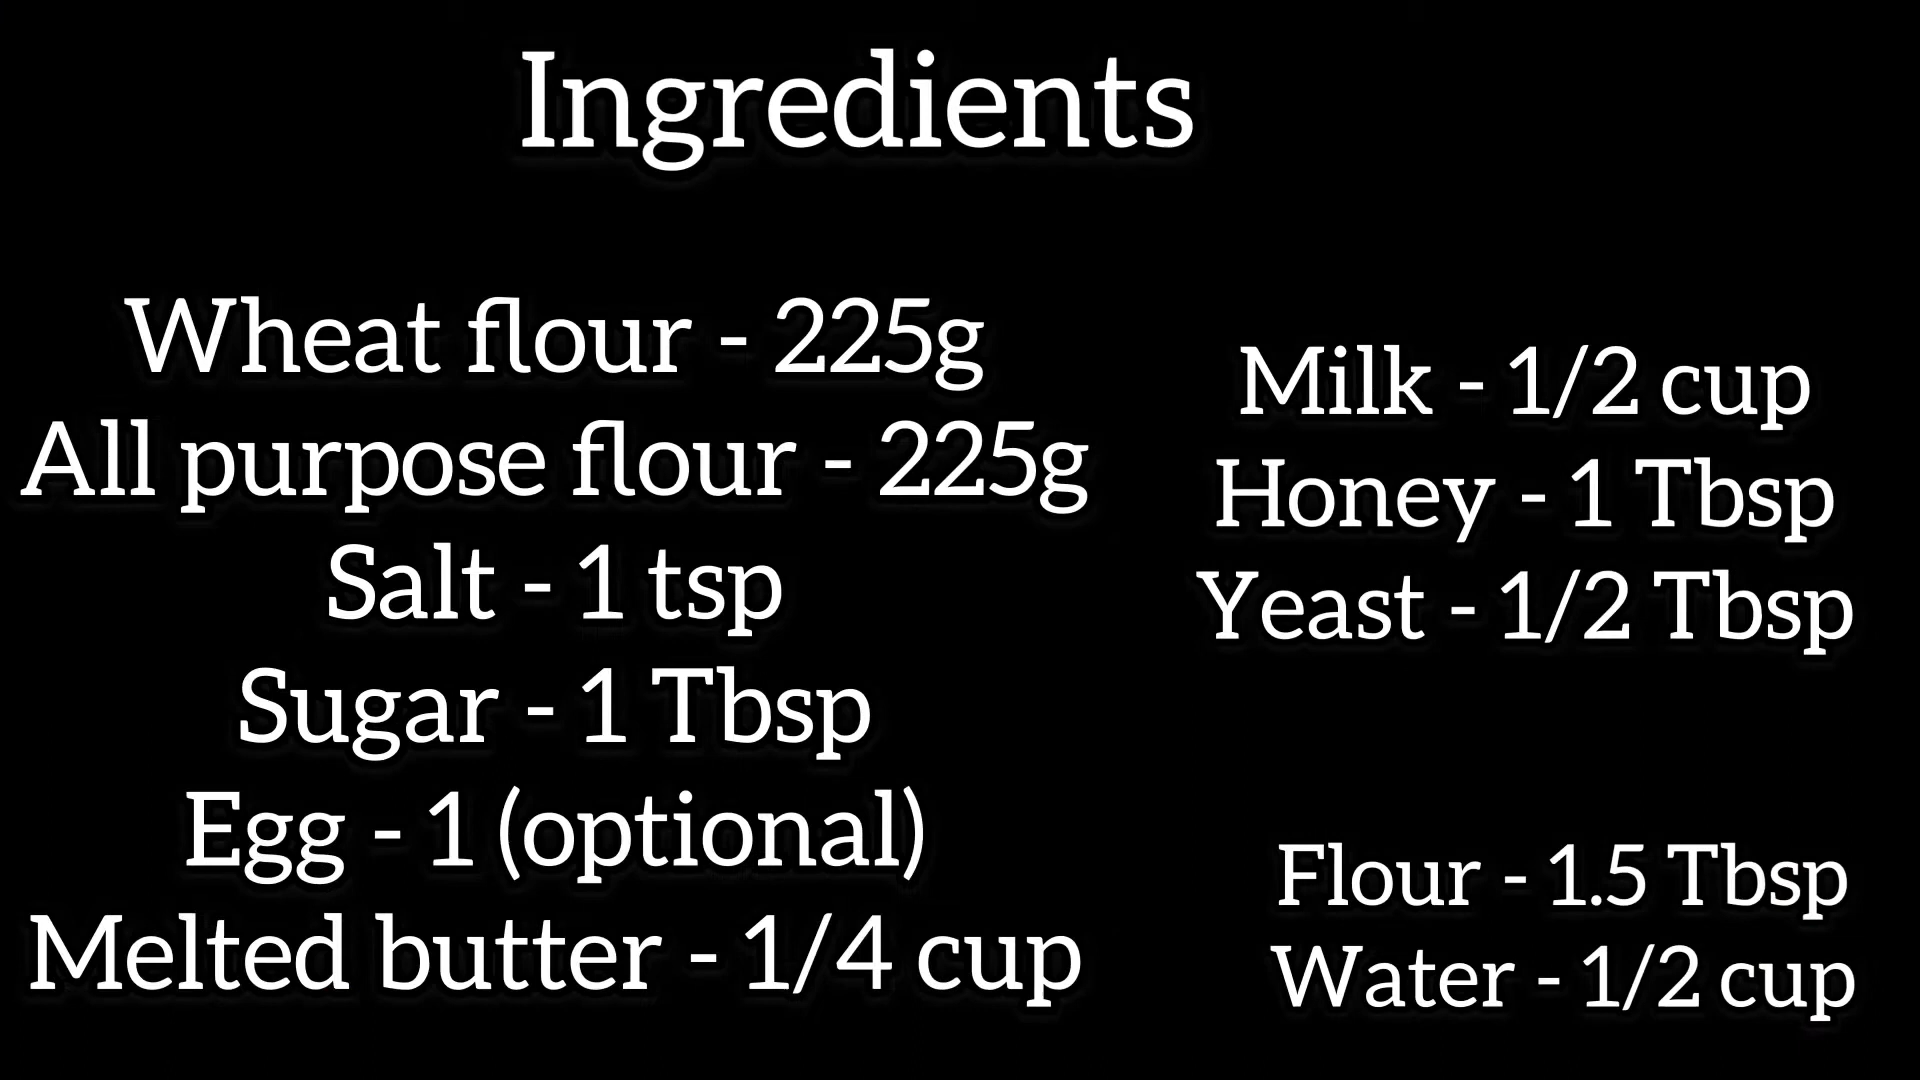 Ingredients
Wheat flour - 225g
All purpose flour - 225g
Salt - 1 tsp
Sugar - 1 Tbsp
Egg - 1 (optional)
Melted butter - 1/4 cup
Milk - 1/2 cup
Honey - 1 Tbsp
Yeast - 1/2 Tbsp
Flour - 1.5 Tbsp
Water - 1/2 cup